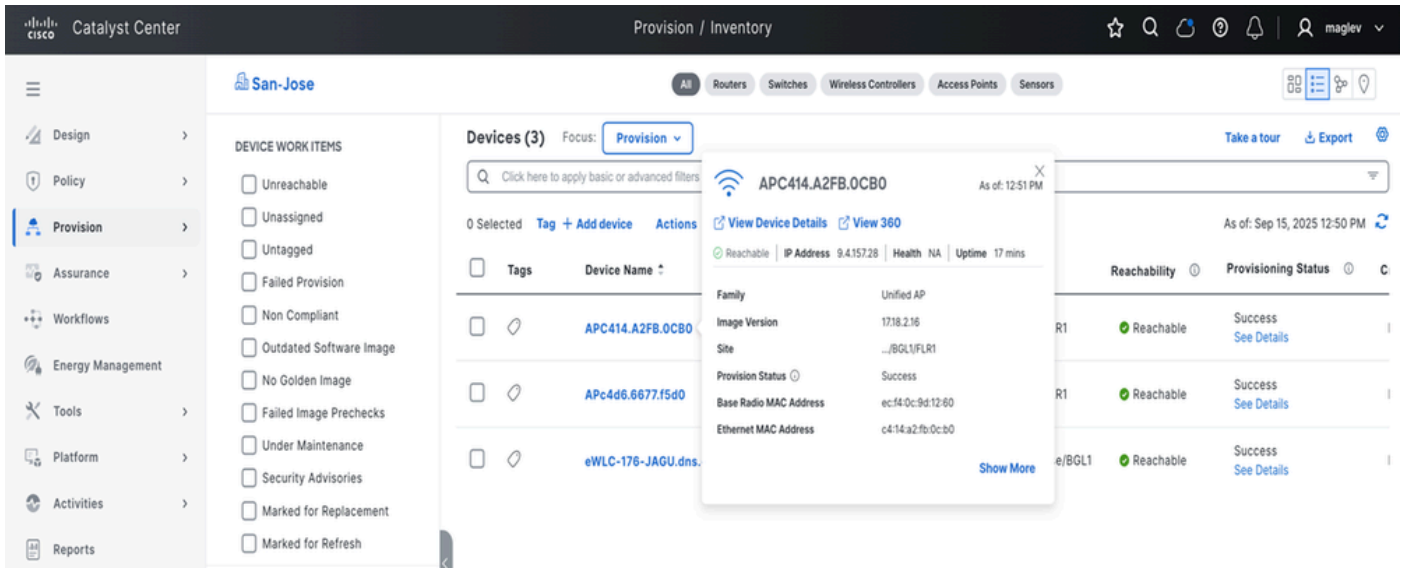 cisco Catalyst Center
Provision / Inventory
maglev
San-Jose
All Routers Switches Wireless Controllers Access Points Sensors
Design
Policy
Provision
Assurance
Workflows
Energy Management
Tools
Platform
Activities
Reports
DEVICE WORK ITEMS
Unreachable
Unassigned
Untagged
Failed Provision
Non Compliant
Outdated Software Image
No Golden Image
Failed Image Prechecks
Under Maintenance
Security Advisories
Marked for Replacement
Marked for Refresh
Devices (3) Focus: Provision
Take a tour Export
Click here to apply basic or advanced filters
0 Selected Tag + Add device Actions
As of: Sep 15, 2025 12:50 PM
Tags Device Name Reachability Provisioning Status C
APC414.A2FB.0CB0 R1 Reachable Success
See Details
APc4d6.6677.f5d0 R1 Reachable Success
See Details
eWLC-176-JAGU.dns. e/BGL1 Reachable Success
See Details
APC414.A2FB.0CB0
As of: 12:51 PM
View Device Details View 360
Reachable IP Address 9.4.157.28 Health NA Uptime 17 mins
Family Unified AP
Image Version 17.18.2.16
Site .../BGL1/FLR1
Provision Status Success
Base Radio MAC Address ec:f4:0c:9d:12:60
Ethernet MAC Address c4:14:a2:fb:0c:b0
Show More